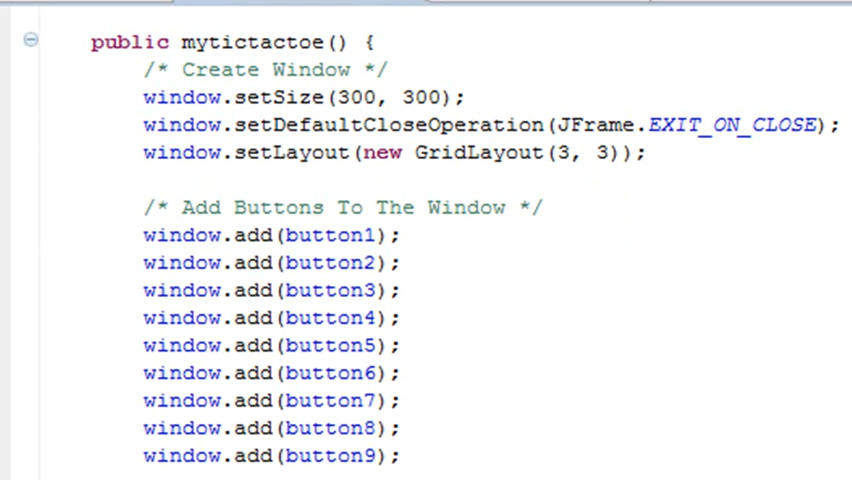 public mytictactoe() {
/* Create Window */
window.setSize(300, 300);
window.setDefaultCloseOperation(JFrame.EXIT_ON_CLOSE);
window.setLayout(new GridLayout(3, 3));
/* Add Buttons To The Window */
window.add(button1);
window.add(button2);
window.add(button3);
window.add(button4);
window.add(button5);
window.add(button6);
window.add(button7);
window.add(button8);
window.add(button9);